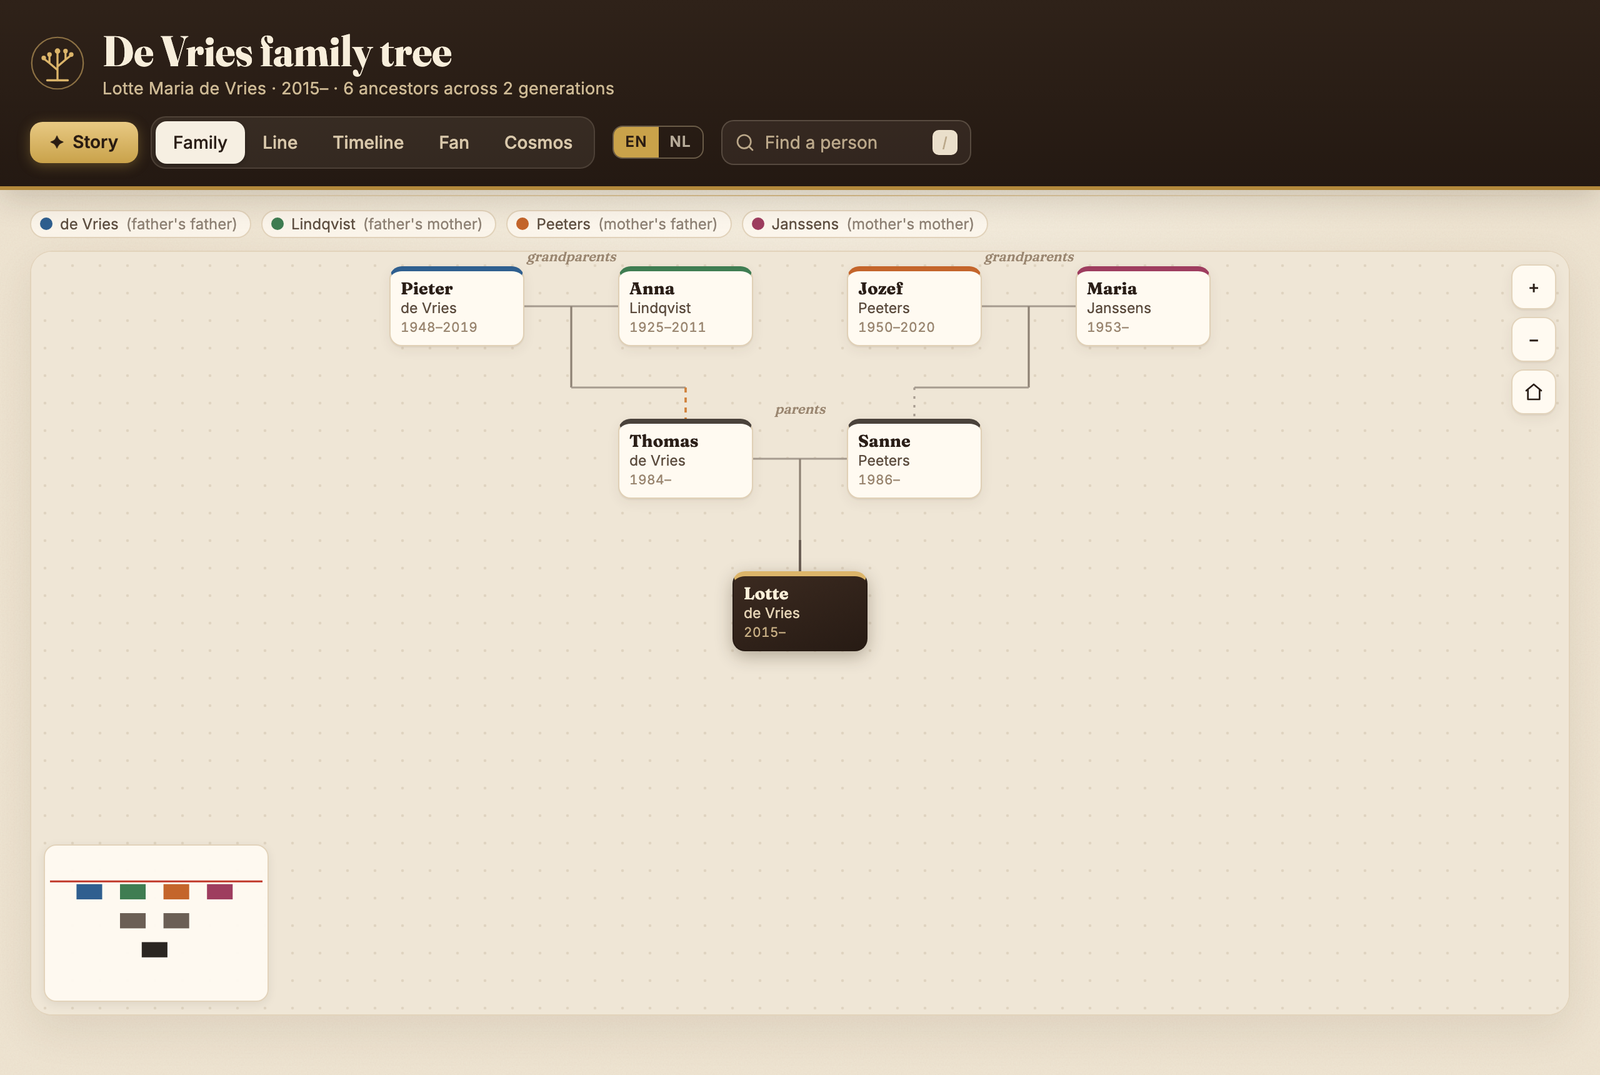 De Vries family tree
Lotte Maria de Vries · 2015– · 6 ancestors across 2 generations
✦ Story
Family
Line
Timeline
Fan
Cosmos
EN
NL
Find a person
/
de Vries (father's father)
Lindqvist (father's mother)
Peeters (mother's father)
Janssens (mother's mother)
grandparents
grandparents
Pieter
de Vries
1948–2019
Anna
Lindqvist
1925–2011
Jozef
Peeters
1950–2020
Maria
Janssens
1953–
+
−
parents
Thomas
de Vries
1984–
Sanne
Peeters
1986–
Lotte
de Vries
2015–